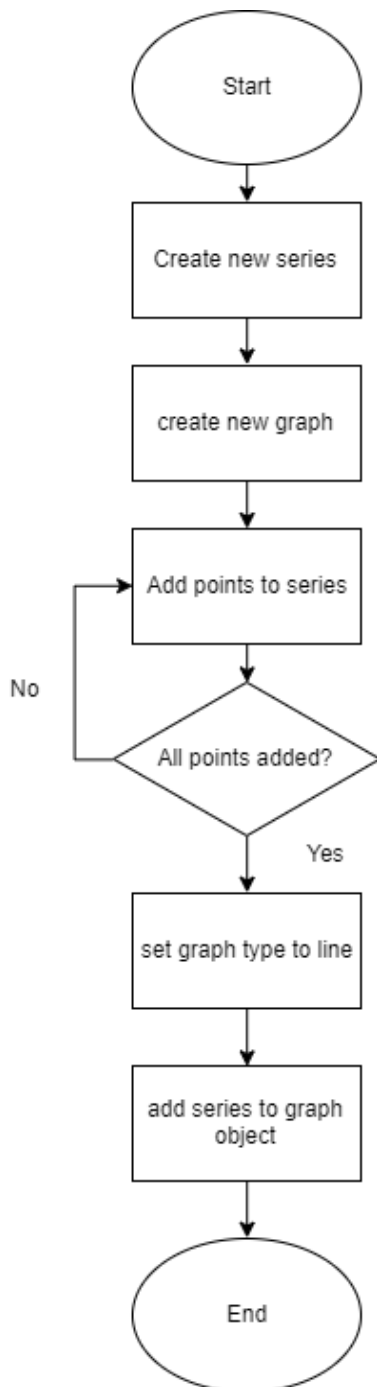 Start
Create new series
create new graph
Add points to series
No
All points added?
Yes
set graph type to line
add series to graph
object
End